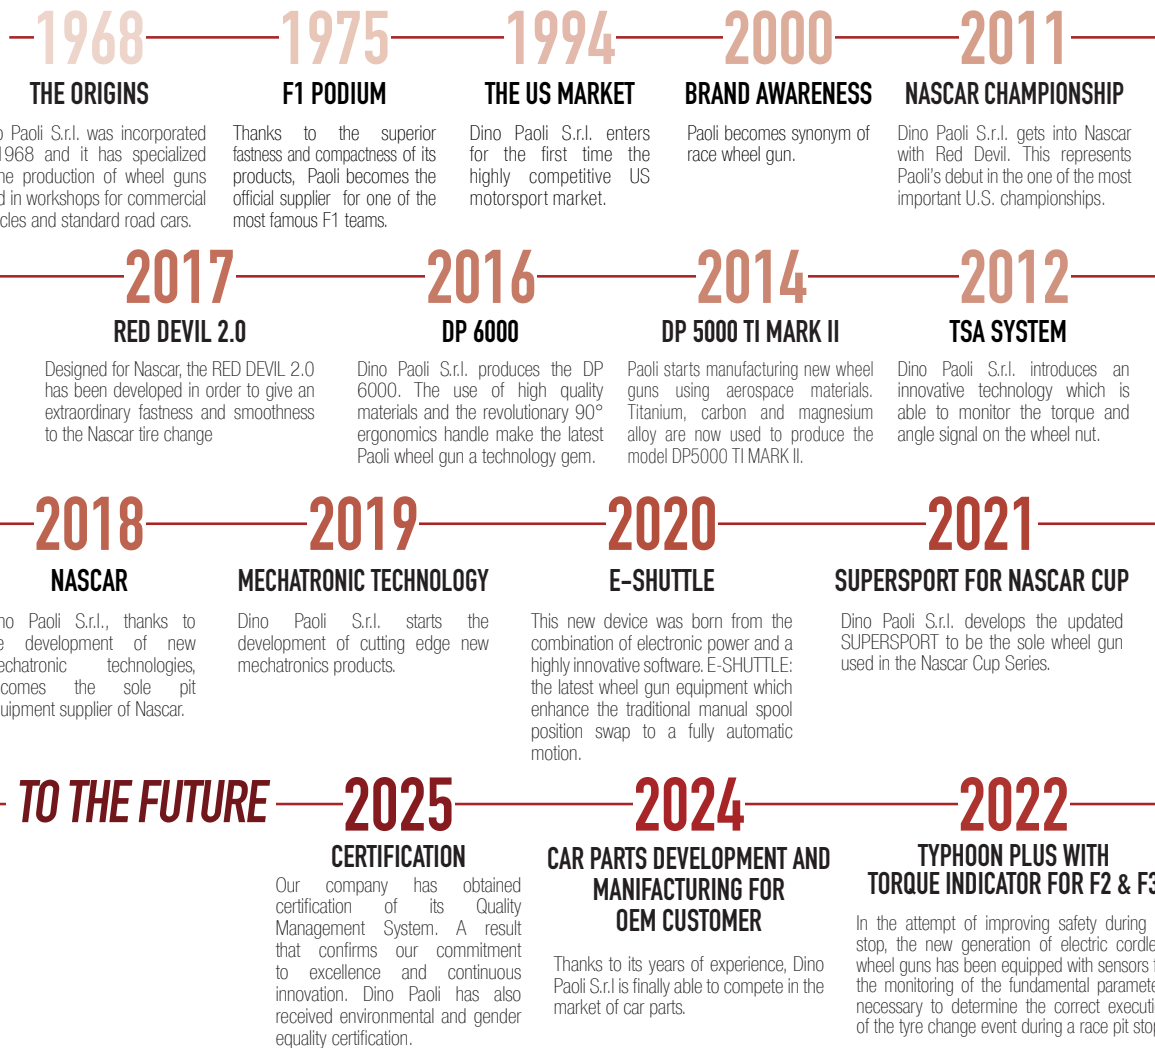 1968
THE ORIGINS
o Paoli S.r.l. was incorporated
1968 and it has specialized
he production of wheel guns
d in workshops for commercial
cles and standard road cars.
1975
F1 PODIUM
Thanks to the superior
fastness and compactness of its
products, Paoli becomes the
official supplier for one of the
most famous F1 teams.
1994
THE US MARKET
Dino Paoli S.r.l. enters
for the first time the
highly competitive US
motorsport market.
2000
BRAND AWARENESS
Paoli becomes synonym of
race wheel gun.
2011
NASCAR CHAMPIONSHIP
Dino Paoli S.r.l. gets into Nascar
with Red Devil. This represents
Paoli's debut in the one of the most
important U.S. championships.
2017
RED DEVIL 2.0
Designed for Nascar, the RED DEVIL 2.0
has been developed in order to give an
extraordinary fastness and smoothness
to the Nascar tire change
2016
DP 6000
Dino Paoli S.r.l. produces the DP
6000. The use of high quality
materials and the revolutionary 90°
ergonomics handle make the latest
Paoli wheel gun a technology gem.
2014
DP 5000 TI MARK II
Paoli starts manufacturing new wheel
guns using aerospace materials.
Titanium, carbon and magnesium
alloy are now used to produce the
model DP5000 TI MARK II.
2012
TSA SYSTEM
Dino Paoli S.r.l. introduces an
innovative technology which is
able to monitor the torque and
angle signal on the wheel nut.
2018
NASCAR
no Paoli S.r.l., thanks to
e development of new
echatronic technologies,
comes the sole pit
quipment supplier of Nascar.
2019
MECHATRONIC TECHNOLOGY
Dino Paoli S.r.l. starts the
development of cutting edge new
mechatronics products.
2020
E-SHUTTLE
This new device was born from the
combination of electronic power and a
highly innovative software. E-SHUTTLE:
the latest wheel gun equipment which
enhance the traditional manual spool
position swap to a fully automatic
motion.
2021
SUPERSPORT FOR NASCAR CUP
Dino Paoli S.r.l. develops the updated
SUPERSPORT to be the sole wheel gun
used in the Nascar Cup Series.
TO THE FUTURE
2025
CERTIFICATION
Our company has obtained
certification of its Quality
Management System. A result
that confirms our commitment
to excellence and continuous
innovation. Dino Paoli has also
received environmental and gender
equality certification.
2024
CAR PARTS DEVELOPMENT AND
MANIFACTURING FOR
OEM CUSTOMER
Thanks to its years of experience, Dino
Paoli S.r.l is finally able to compete in the
market of car parts.
2022
TYPHOON PLUS WITH
TORQUE INDICATOR FOR F2 & F3
In the attempt of improving safety during
stop, the new generation of electric cordle
wheel guns has been equipped with sensors f
the monitoring of the fundamental paramete
necessary to determine the correct executi
of the tyre change event during a race pit stop